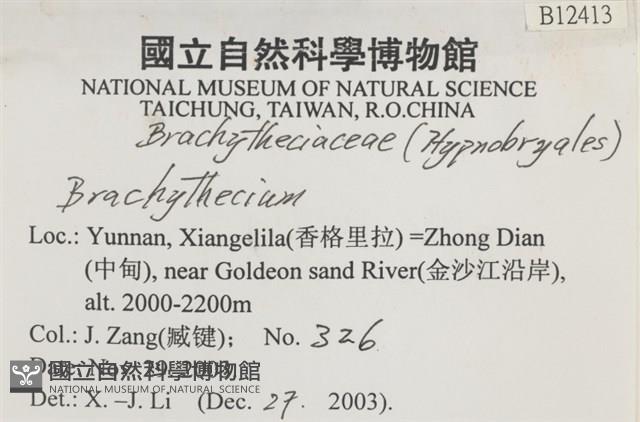 B12413
國立自然科學博物館
NATIONAL MUSEUM OF NATURAL SCIENCE
TAICHUNG, TAIWAN, R.O.CHINA
Brachytheciaceae (Hypnobryales)
Brachythecium
Loc.: Yunnan, Xiangelila(香格里拉) =Zhong Dian
(中甸), near Goldeon sand River(金沙江沿岸),
alt. 2000-2200m
Col.: J. Zang(臧键); No. 326
國立自然科學博物館
NATIONAL MUSEUM OF NATURAL SCIENCE
Det.: X. –J. Li (Dec. 27. 2003).